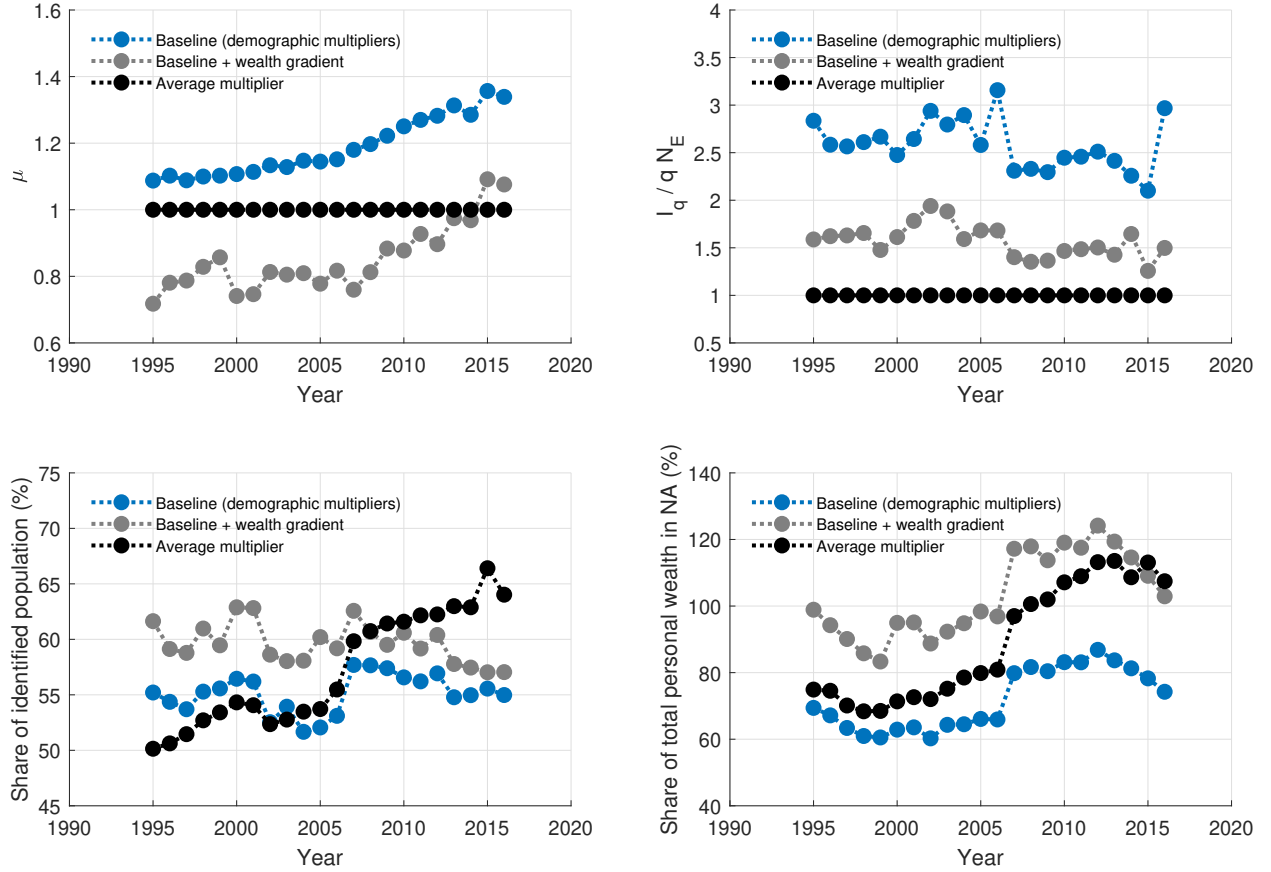 1.6
1.4
1.2
1
0.8
0.6
μ
Baseline (demographic multipliers)
Baseline + wealth gradient
Average multiplier
1990 1995 2000 2005 2010 2015 2020
Year
4
3.5
3
2.5
2
1.5
1
0.5
I_q / q N_E
Baseline (demographic multipliers)
Baseline + wealth gradient
Average multiplier
1990 1995 2000 2005 2010 2015 2020
Year
75
70
65
60
55
50
45
Share of identified population (%)
Baseline (demographic multipliers)
Baseline + wealth gradient
Average multiplier
1990 1995 2000 2005 2010 2015 2020
Year
140
120
100
80
60
40
Share of total personal wealth in NA (%)
Baseline (demographic multipliers)
Baseline + wealth gradient
Average multiplier
1990 1995 2000 2005 2010 2015 2020
Year